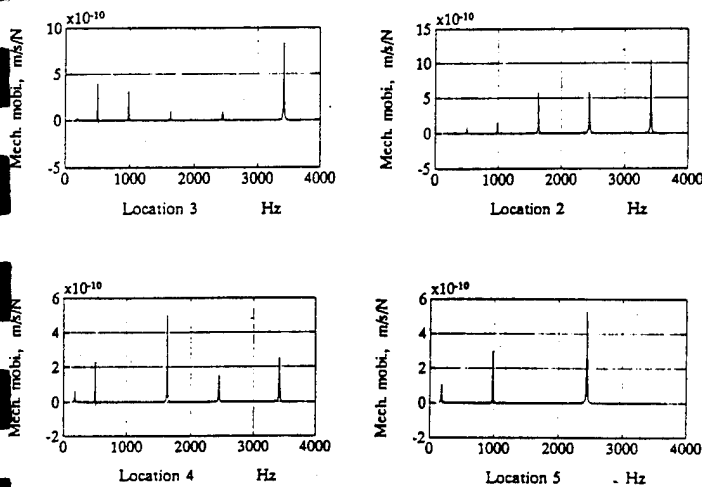 x10-10
10
5
0
-5
Mech. mobi., m/s/N
0 1000 2000 3000 4000
Location 3 Hz
x10-10
15
10
5
0
-5
Mech. mobi., m/s/N
0 1000 2000 3000 4000
Location 2 Hz
x10-10
6
4
2
0
-2
Mech. mobi., m/s/N
0 1000 2000 3000 4000
Location 4 Hz
x10-10
6
4
2
0
-2
Mech. mobi., m/s/N
0 1000 2000 3000 4000
Location 5 Hz